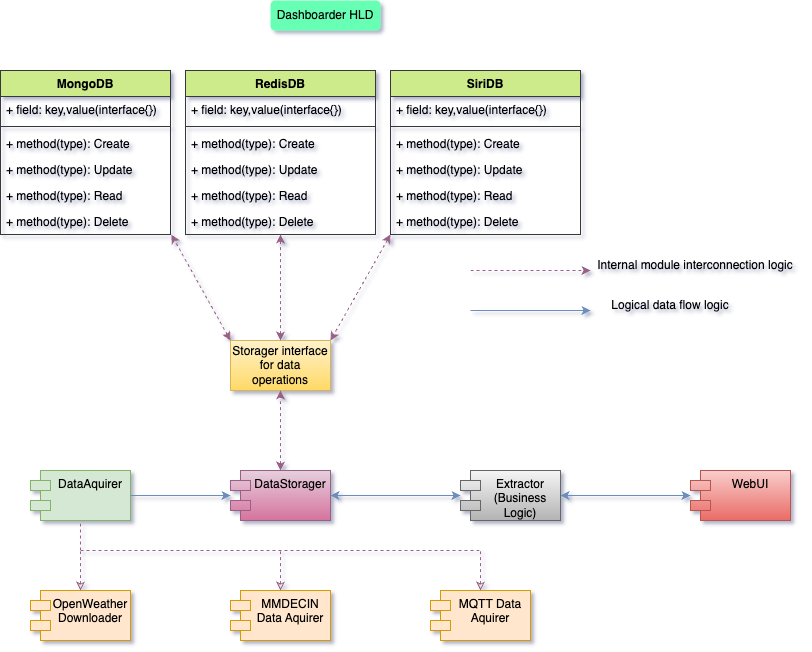 Dashboarder HLD
MongoDB
+ field: key,value(interface{})
+ method(type): Create
+ method(type): Update
+ method(type): Read
+ method(type): Delete
RedisDB
+ field: key,value(interface{})
+ method(type): Create
+ method(type): Update
+ method(type): Read
+ method(type): Delete
SiriDB
+ field: key,value(interface{})
+ method(type): Create
+ method(type): Update
+ method(type): Read
+ method(type): Delete
Internal module interconnection logic
Logical data flow logic
Storager interface
for data
operations
DataAquirer
DataStorager
Extractor
(Business
Logic)
WebUI
OpenWeather
Downloader
MMDECIN
Data Aquirer
MQTT Data
Aquirer